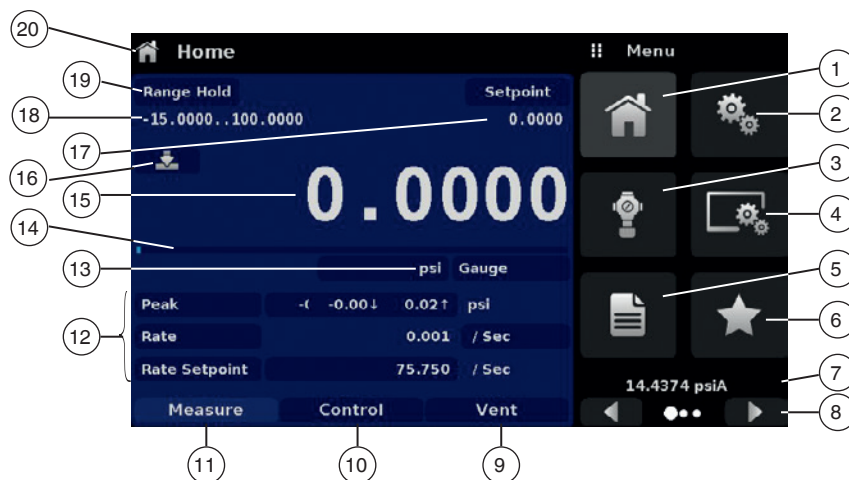 20
Home
Menu
19
Range Hold
Setpoint
1
18
-15.0000..100.0000
0.0000
2
17
16
3
15
0.0000
4
14
13
psi Gauge
5
12
Peak -( -0.00↓ 0.02↑ psi
6
Rate 0.001 / Sec
Rate Setpoint 75.750 / Sec
14.4374 psiA
7
Measure Control Vent
8
11
10
9